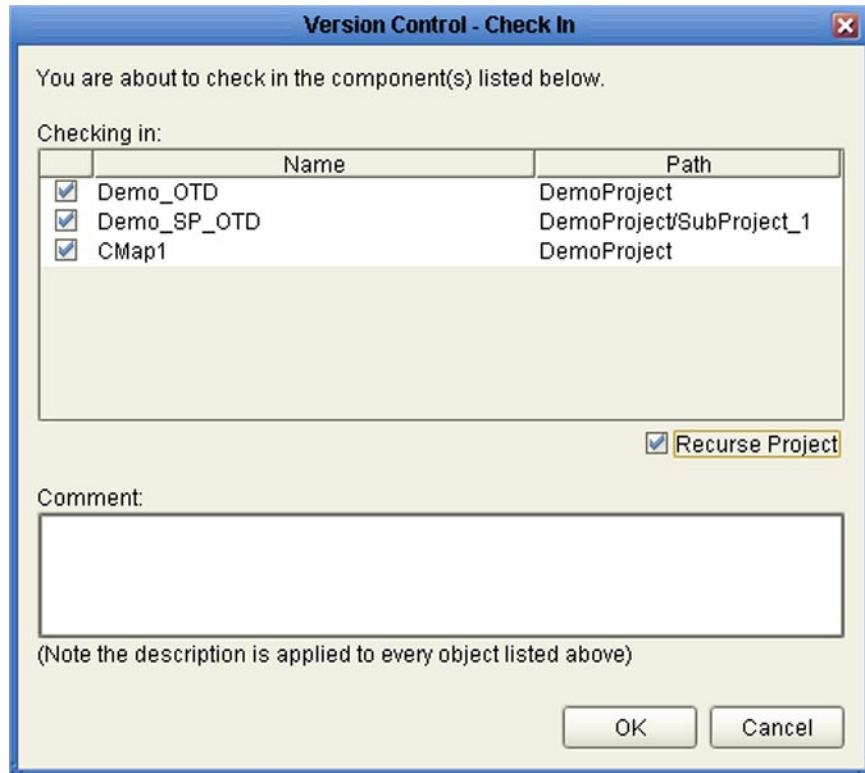 Version Control - Check In
You are about to check in the component(s) listed below.
Checking in:
Name Path
Demo_OTD DemoProject
Demo_SP_OTD DemoProject/SubProject_1
CMap1 DemoProject
Recurse Project
Comment:
(Note the description is applied to every object listed above)
OK Cancel